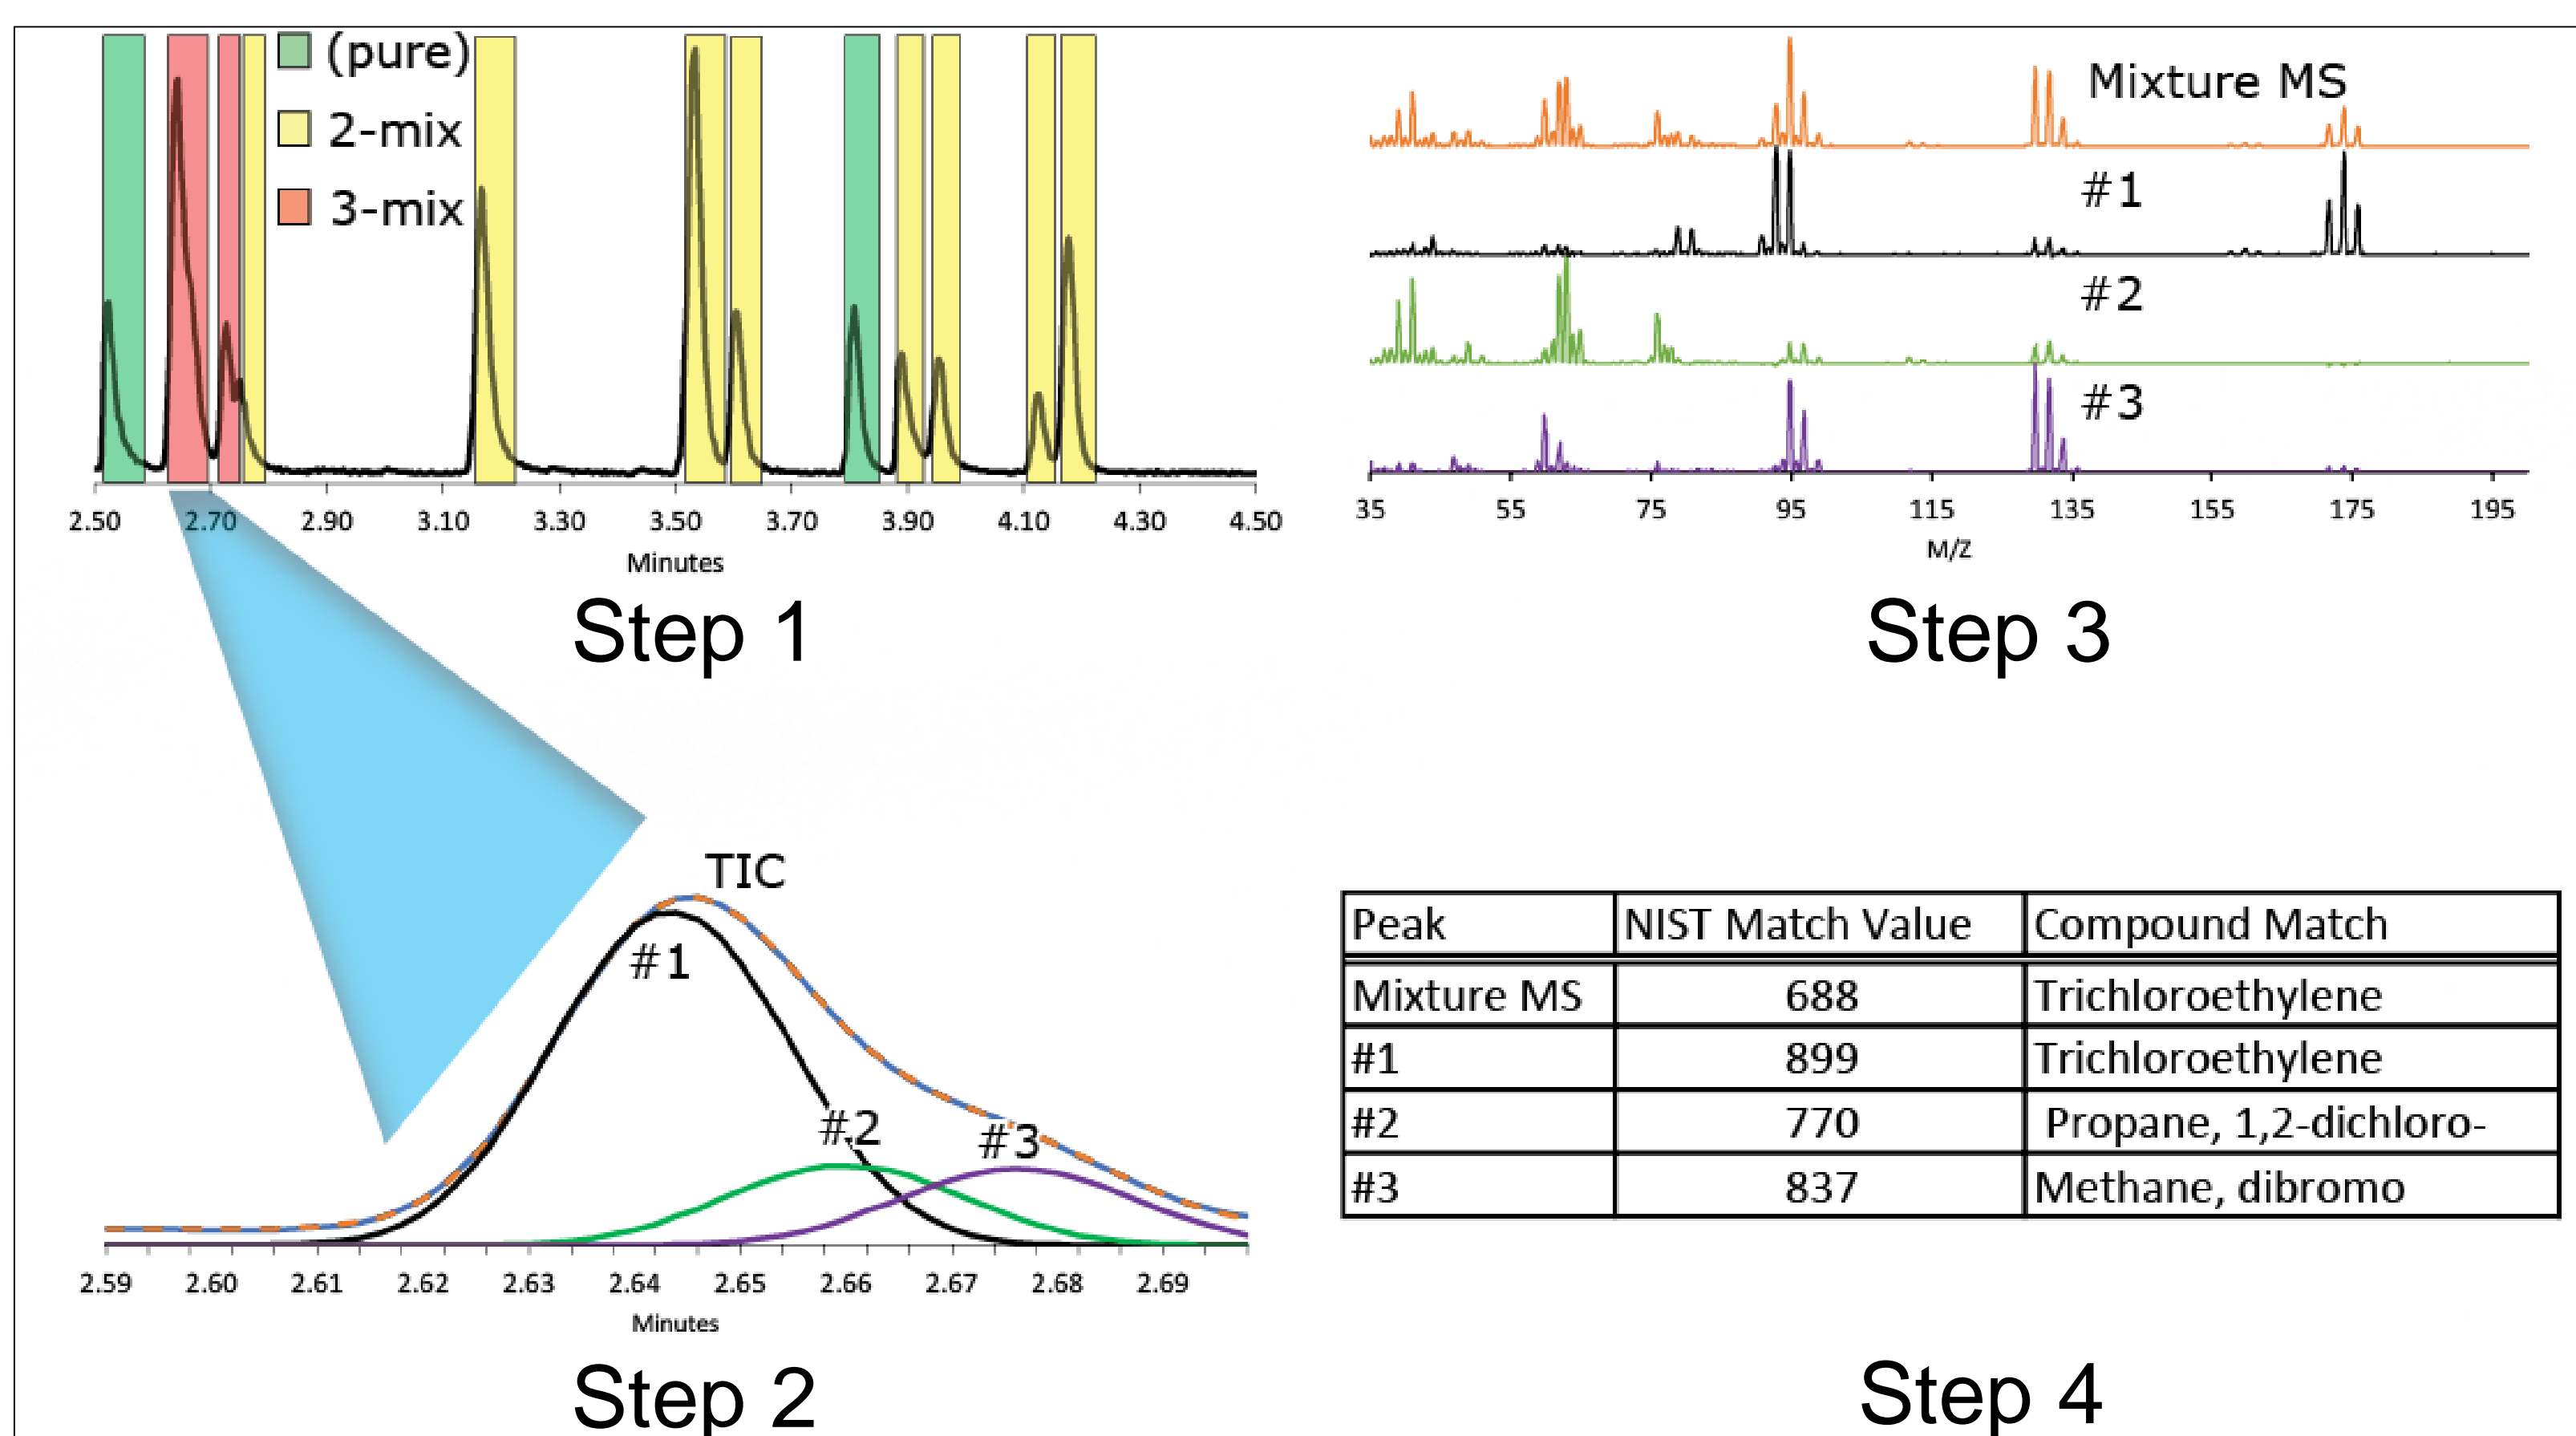 (pure)
2-mix
3-mix
2.50 2.70 2.90 3.10 3.30 3.50 3.70 3.90 4.10 4.30 4.50
Minutes
Step 1
Mixture MS
#1
#2
#3
35 55 75 95 115 135 155 175 195
M/Z
Step 3
TIC
#1
#2
#3
2.59 2.60 2.61 2.62 2.63 2.64 2.65 2.66 2.67 2.68 2.69
Minutes
Step 2
Peak NIST Match Value Compound Match
Mixture MS 688 Trichloroethylene
#1 899 Trichloroethylene
#2 770 Propane, 1,2-dichloro-
#3 837 Methane, dibromo
Step 4